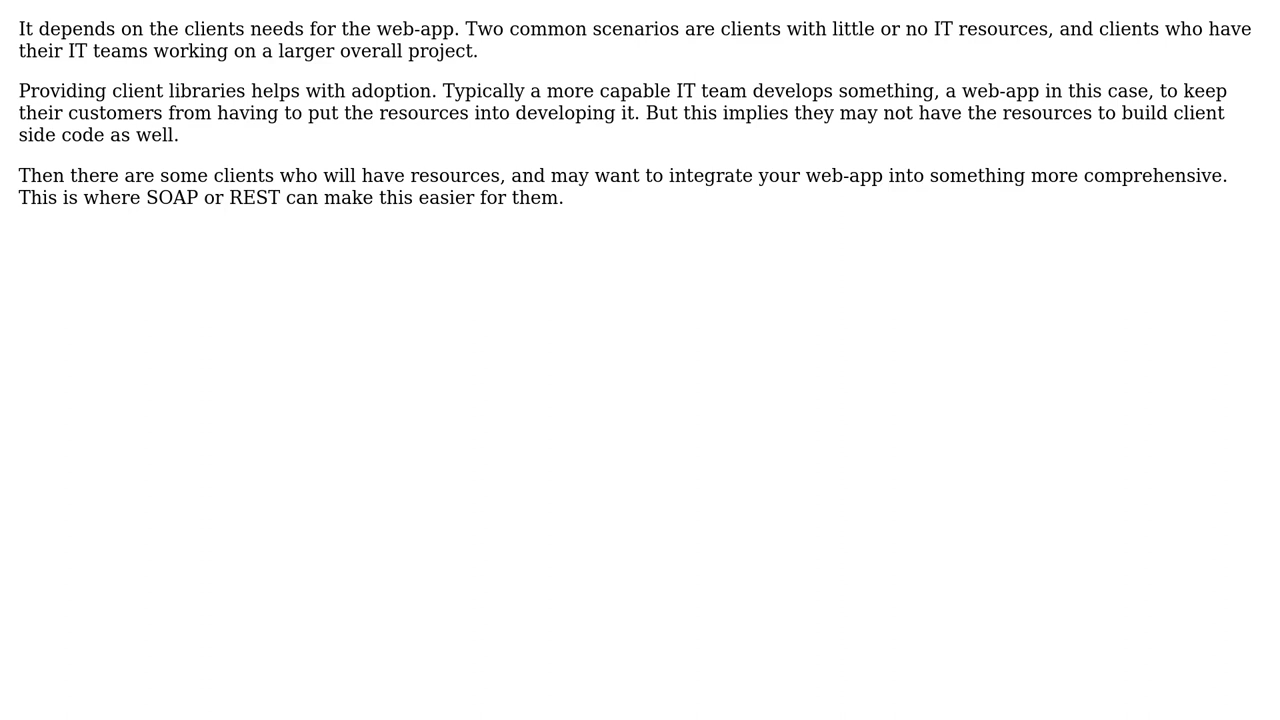 It depends on the clients needs for the web-app. Two common scenarios are clients with little or no IT resources, and clients who have
their IT teams working on a larger overall project.
Providing client libraries helps with adoption. Typically a more capable IT team develops something, a web-app in this case, to keep
their customers from having to put the resources into developing it. But this implies they may not have the resources to build client
side code as well.
Then there are some clients who will have resources, and may want to integrate your web-app into something more comprehensive.
This is where SOAP or REST can make this easier for them.